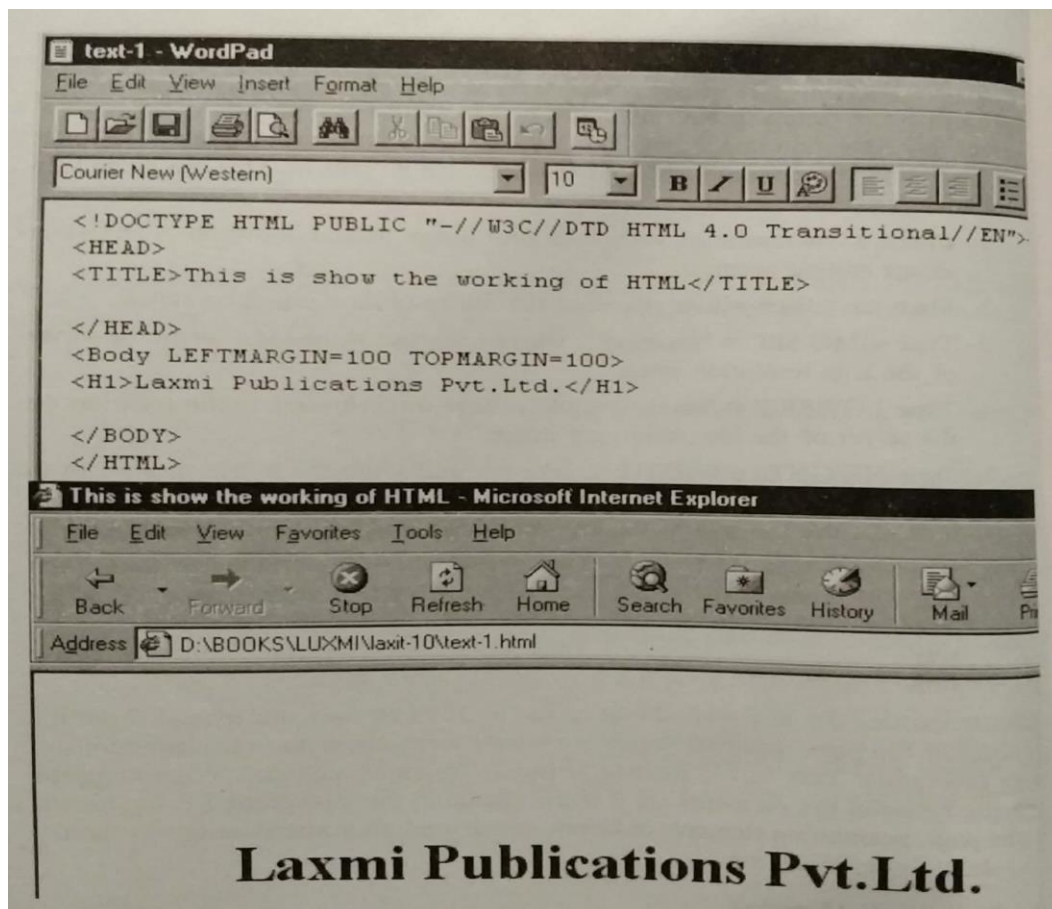 text-1 - WordPad
File Edit View Insert Format Help
Courier New (Western) 10 B I U
<!DOCTYPE HTML PUBLIC "-//W3C//DTD HTML 4.0 Transitional//EN">
<HEAD>
<TITLE>This is show the working of HTML</TITLE>
</HEAD>
<Body LEFTMARGIN=100 TOPMARGIN=100>
<H1>Laxmi Publications Pvt.Ltd.</H1>
</BODY>
</HTML>
This is show the working of HTML - Microsoft Internet Explorer
File Edit View Favorites Tools Help
Back Forward Stop Refresh Home Search Favorites History Mail
Address D:\BOOKS\LUXMI\laxit-10\text-1.html
Laxmi Publications Pvt.Ltd.